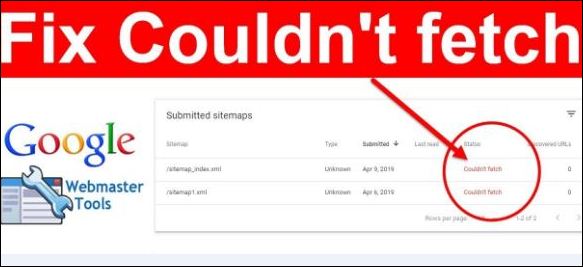 Fix Couldn't fetch
Submitted sitemaps
Google
Webmaster
Tools
Sitemap Type Submitted Last read Status Discovered URLs
/sitemap_index.xml Unknown Apr 9, 2019 Couldn't fetch 0
/sitemap1.xml Unknown Apr 6, 2019 Couldn't fetch 0
Rows per page 1-2 of 2